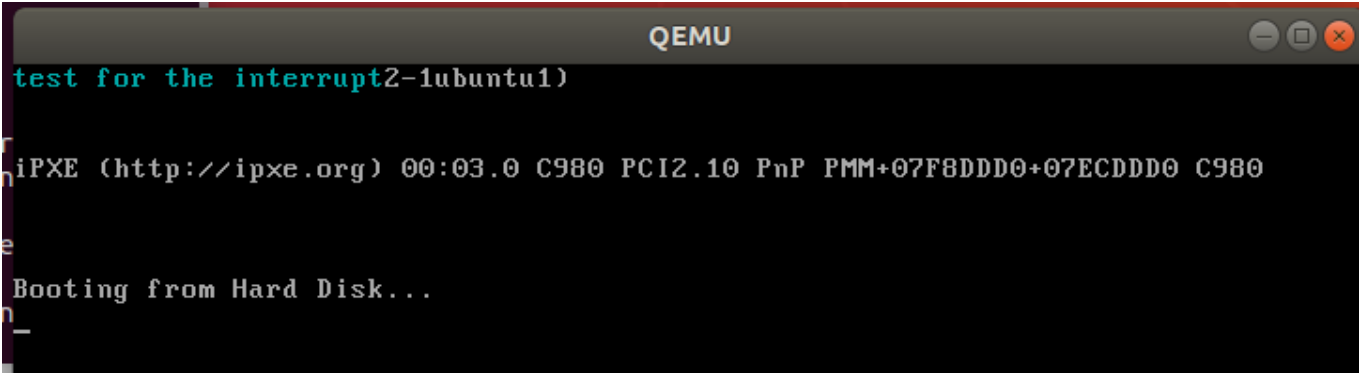 QEMU
test for the interrupt2-1ubuntu1)
iPXE (http://ipxe.org) 00:03.0 C980 PCI2.10 PnP PMM+07F8DDD0+07ECDDD0 C980
Booting from Hard Disk...
_